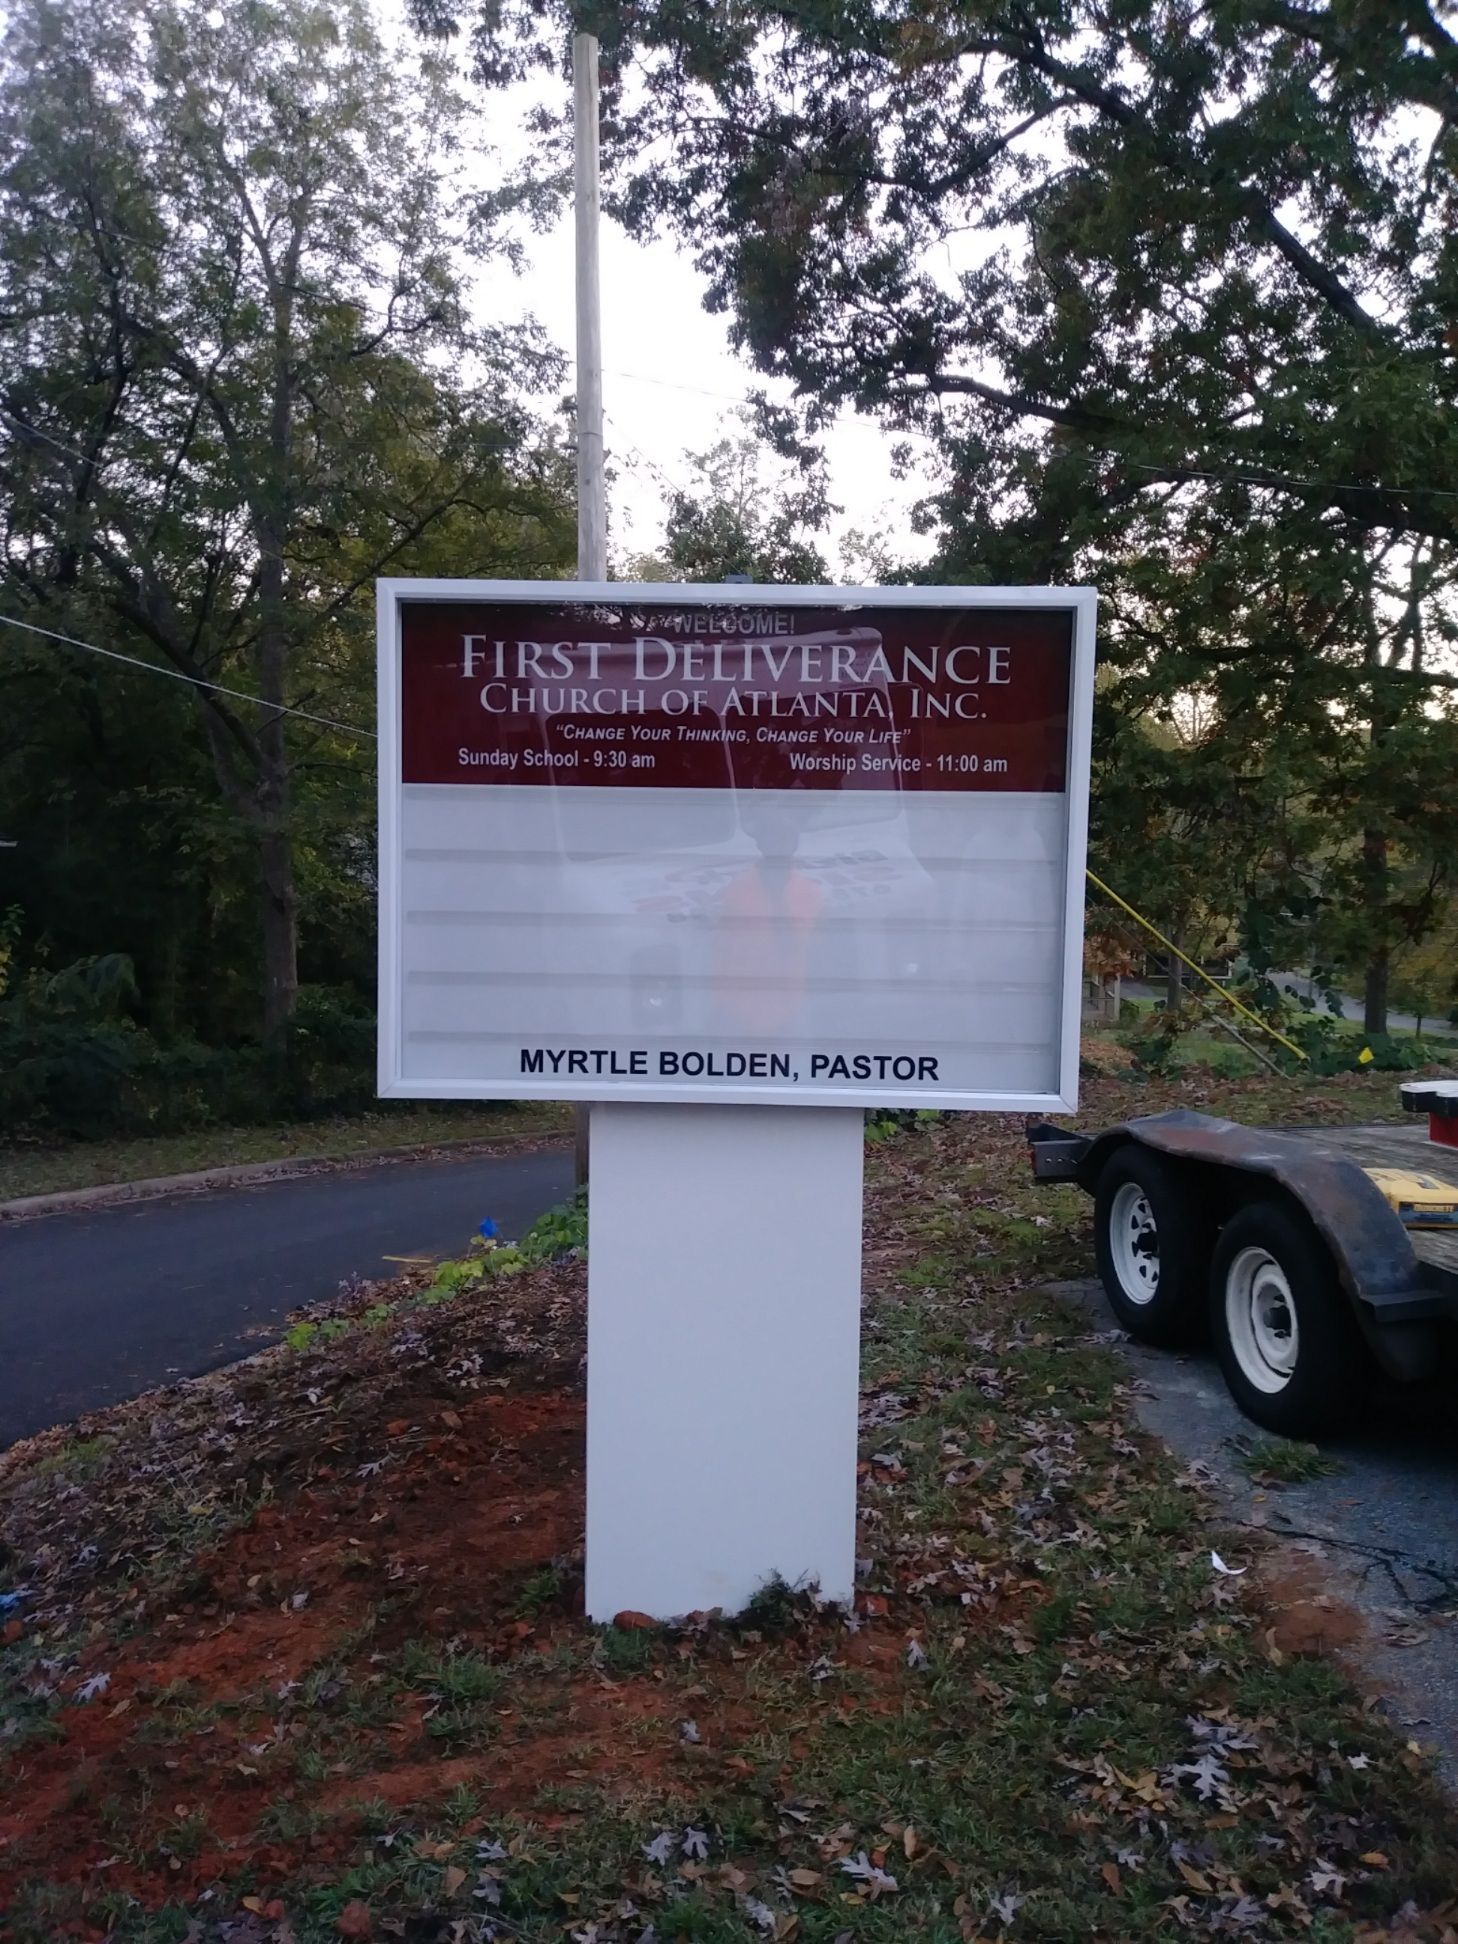 WELCOME!
FIRST DELIVERANCE
CHURCH OF ATLANTA, INC.
"CHANGE YOUR THINKING, CHANGE YOUR LIFE"
Sunday School - 9:30 am Worship Service - 11:00 am
MYRTLE BOLDEN, PASTOR